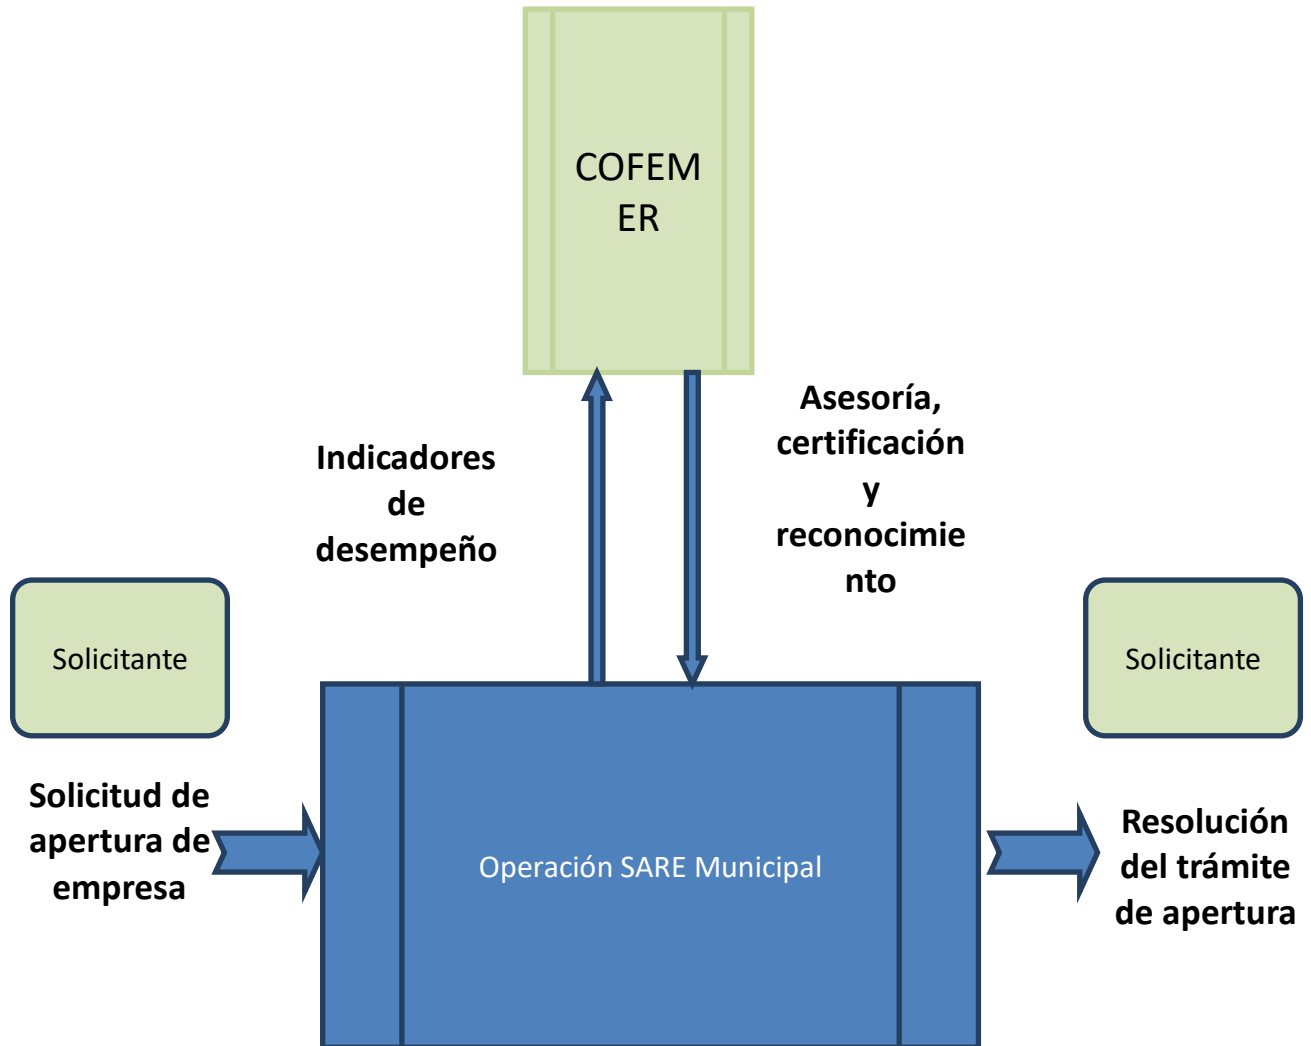 COFEM
ER
Indicadores
de
desempeño
Asesoría,
certificación
y
reconocimie
nto
Solicitante
Solicitante
Solicitud de
apertura de
empresa
Operación SARE Municipal
Resolución
del trámite
de apertura